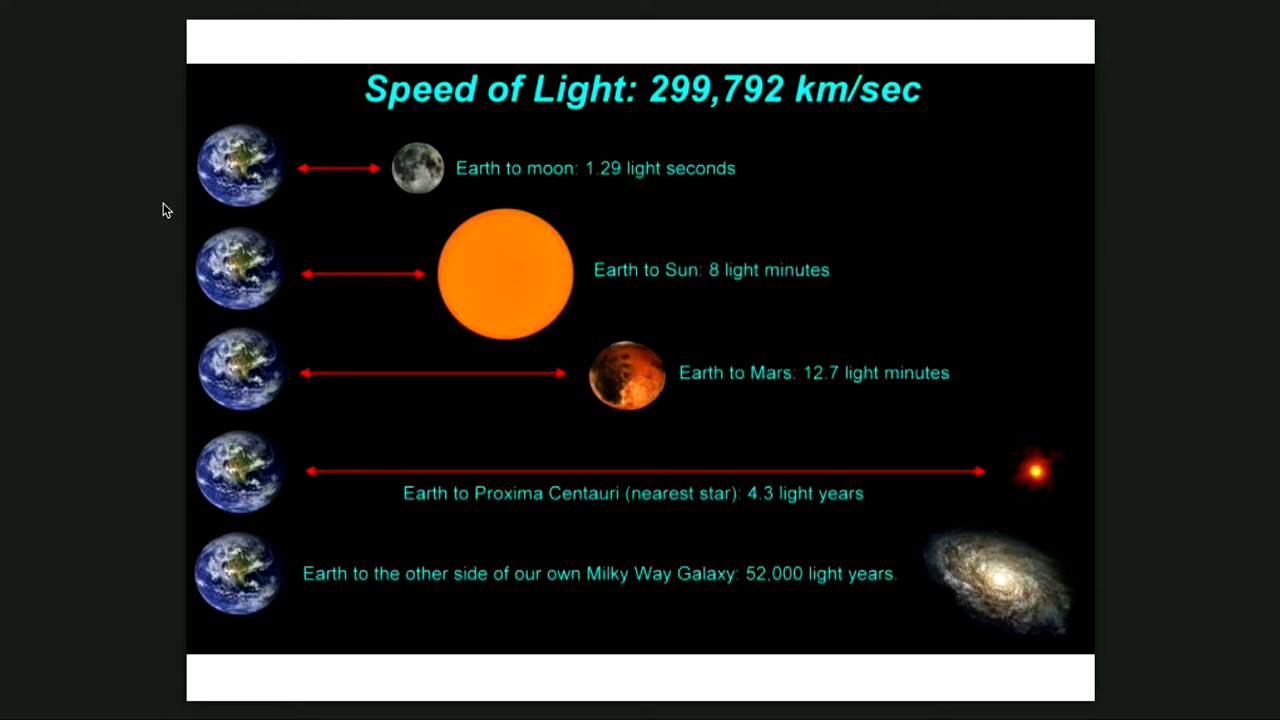 Speed of Light: 299,792 km/sec
Earth to moon: 1.29 light seconds
Earth to Sun: 8 light minutes
Earth to Mars: 12.7 light minutes
Earth to Proxima Centauri (nearest star): 4.3 light years
Earth to the other side of our own Milky Way Galaxy: 52,000 light years.